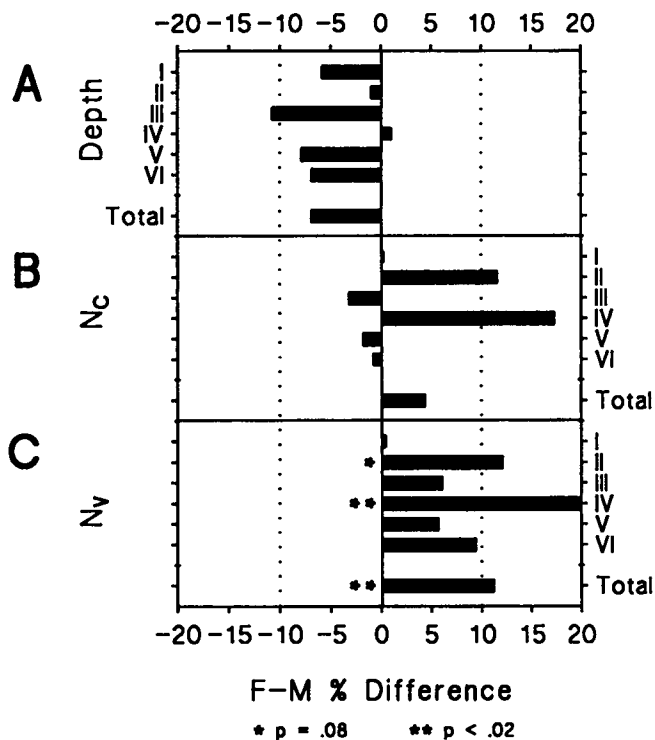 -20 -15 -10 -5 0 5 10 15 20
A
Depth
I
II
III
IV
V
VI
Total
B
Nc
I
II
III
IV
V
VI
Total
C
Nv
I
* II
III
** IV
V
VI
** Total
-20 -15 -10 -5 0 5 10 15 20
F-M % Difference
* p = .08 ** p < .02